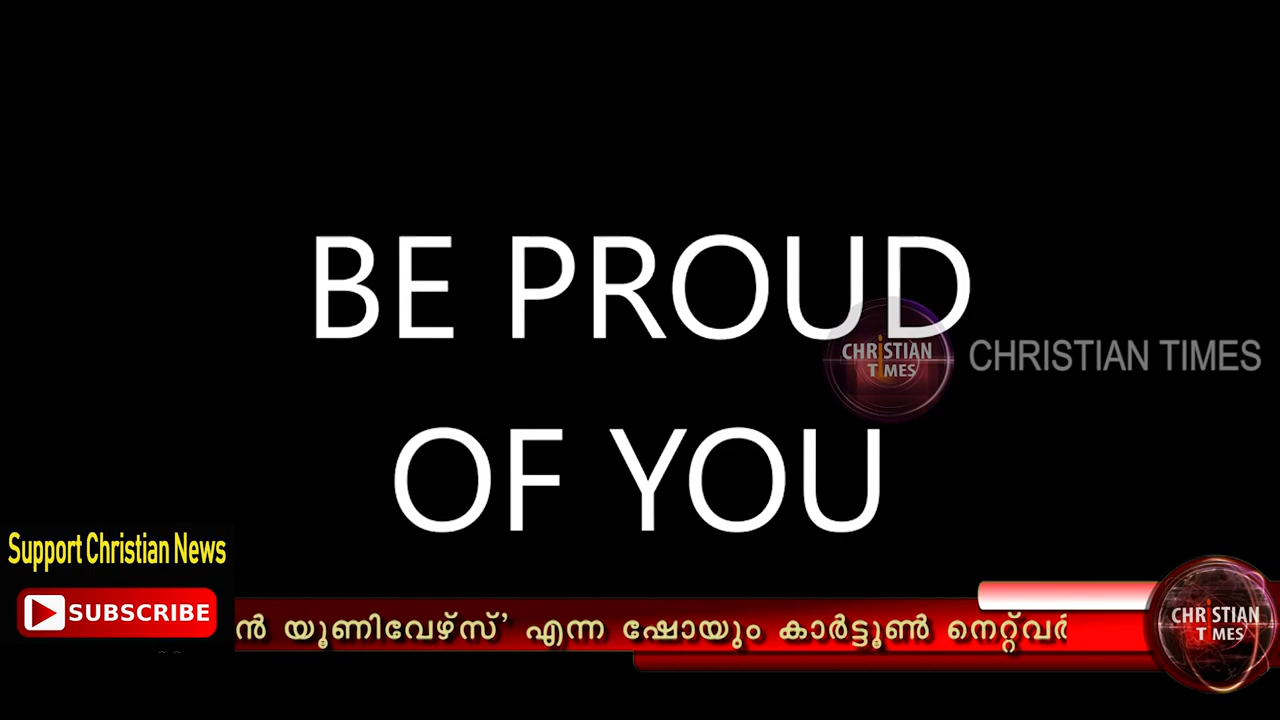 BE PROUD
OF YOU
CHRISTIAN
TIMES
CHRISTIAN TIMES
Support Christian News
SUBSCRIBE
ൻ യൂണിവേഴ്സ്’ എന്ന ഷോയും കാർട്ടൂൺ നെറ്റ്‌വർ
CHRISTIAN
TIMES